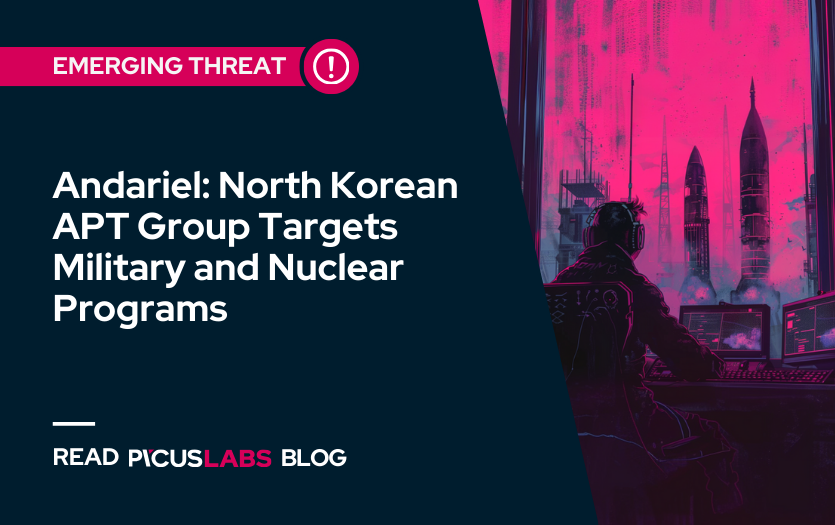 EMERGING THREAT
Andariel: North Korean
APT Group Targets
Military and Nuclear
Programs
READ PICUSLABS BLOG